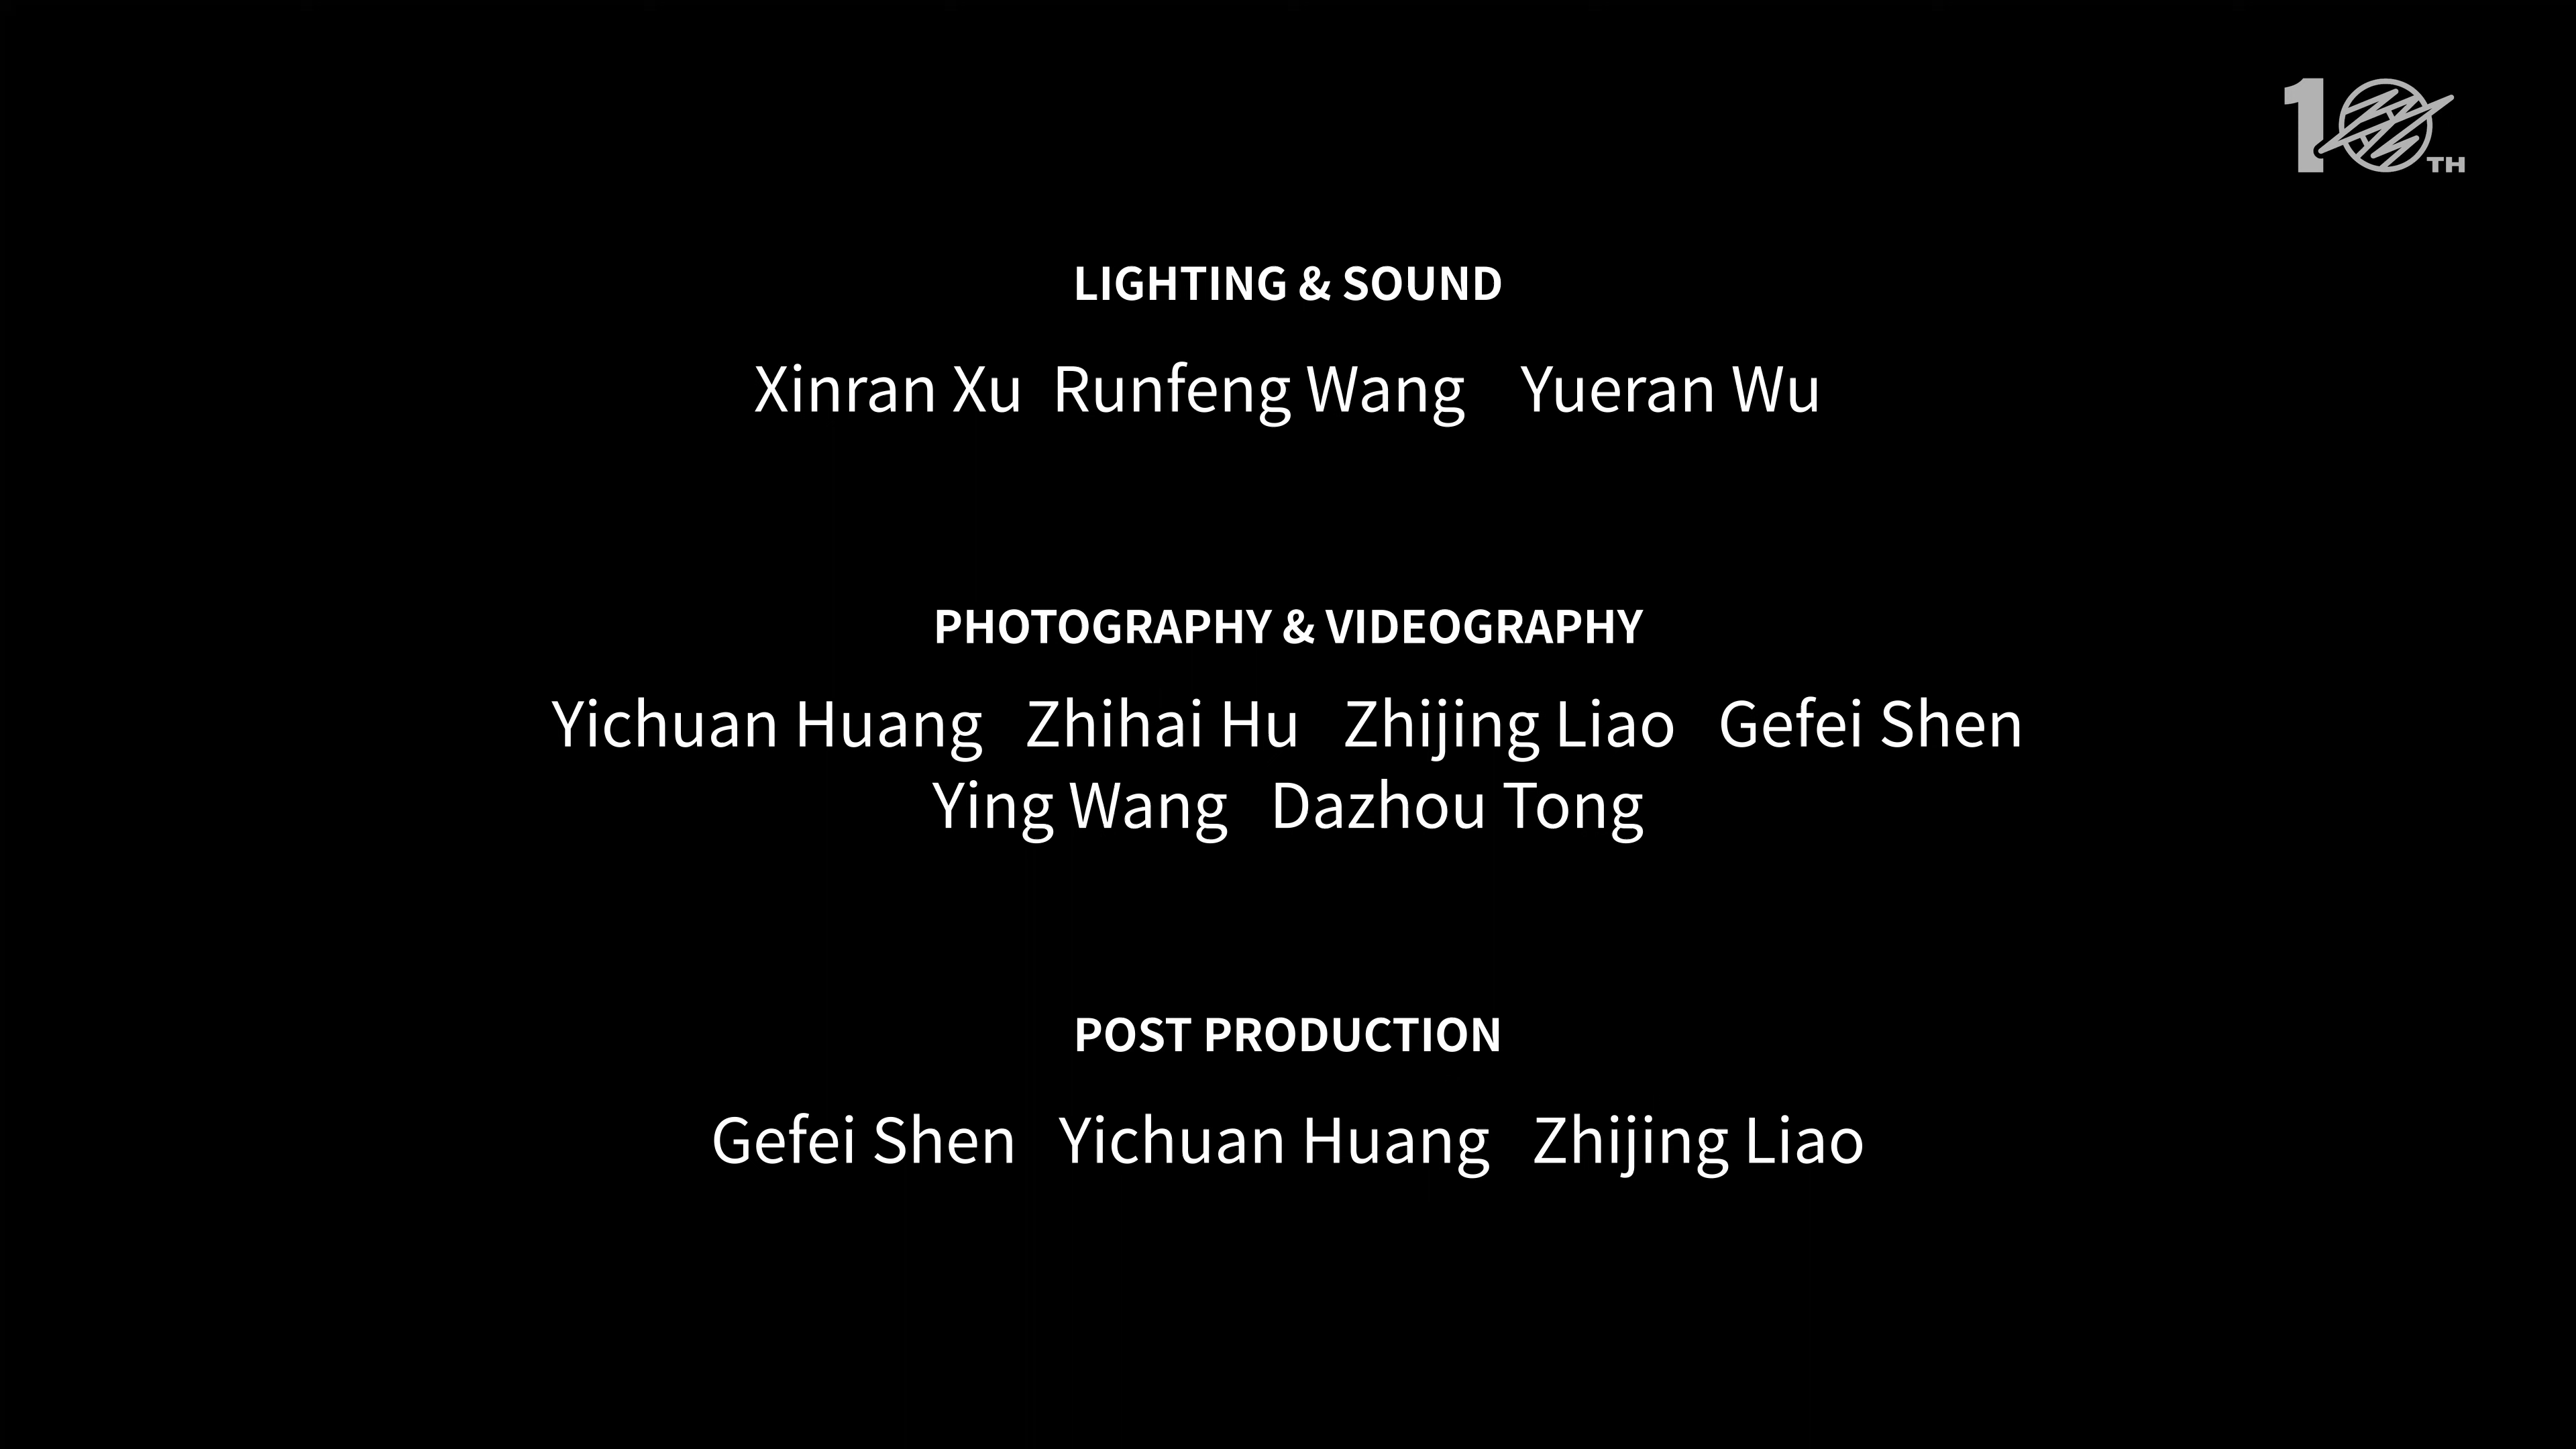 10TH
LIGHTING & SOUND
Xinran Xu Runfeng Wang Yueran Wu
PHOTOGRAPHY & VIDEOGRAPHY
Yichuan Huang Zhihai Hu Zhijing Liao Gefei Shen
Ying Wang Dazhou Tong
POST PRODUCTION
Gefei Shen Yichuan Huang Zhijing Liao